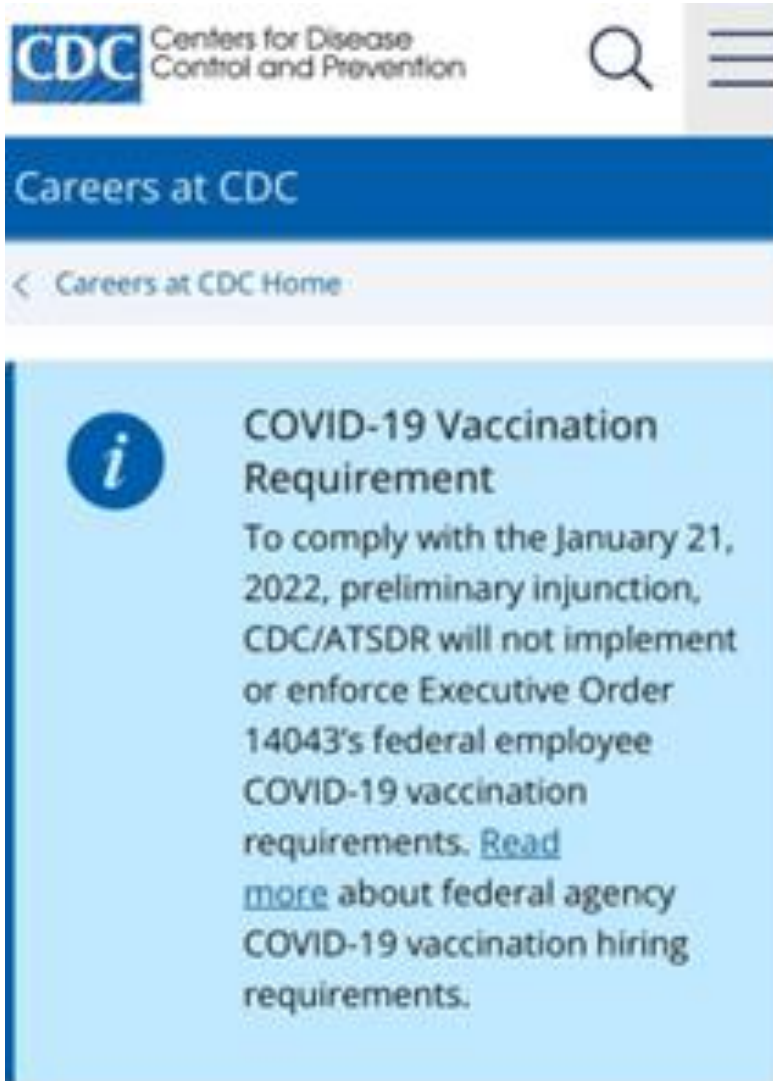 CDC Centers for Disease
Control and Prevention
Careers at CDC
< Careers at CDC Home
i
COVID-19 Vaccination
Requirement
To comply with the January 21,
2022, preliminary injunction,
CDC/ATSDR will not implement
or enforce Executive Order
14043's federal employee
COVID-19 vaccination
requirements. Read
more about federal agency
COVID-19 vaccination hiring
requirements.